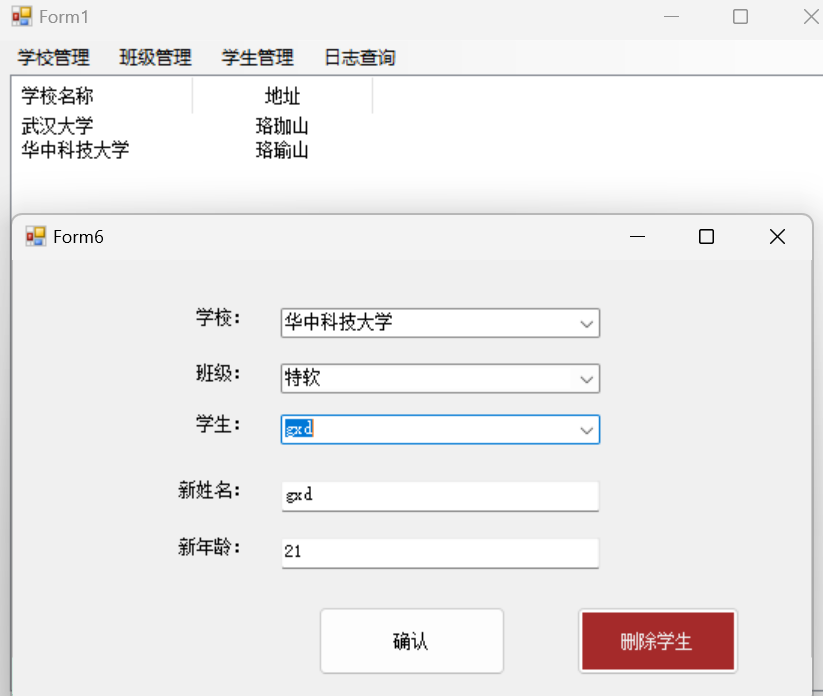 Form1
学校管理 班级管理 学生管理 日志查询
学校名称 地址
武汉大学 珞珈山
华中科技大学 珞瑜山
Form6
学校: 华中科技大学
班级: 特软
学生: gxd
新姓名: gxd
新年龄: 21
确认 删除学生